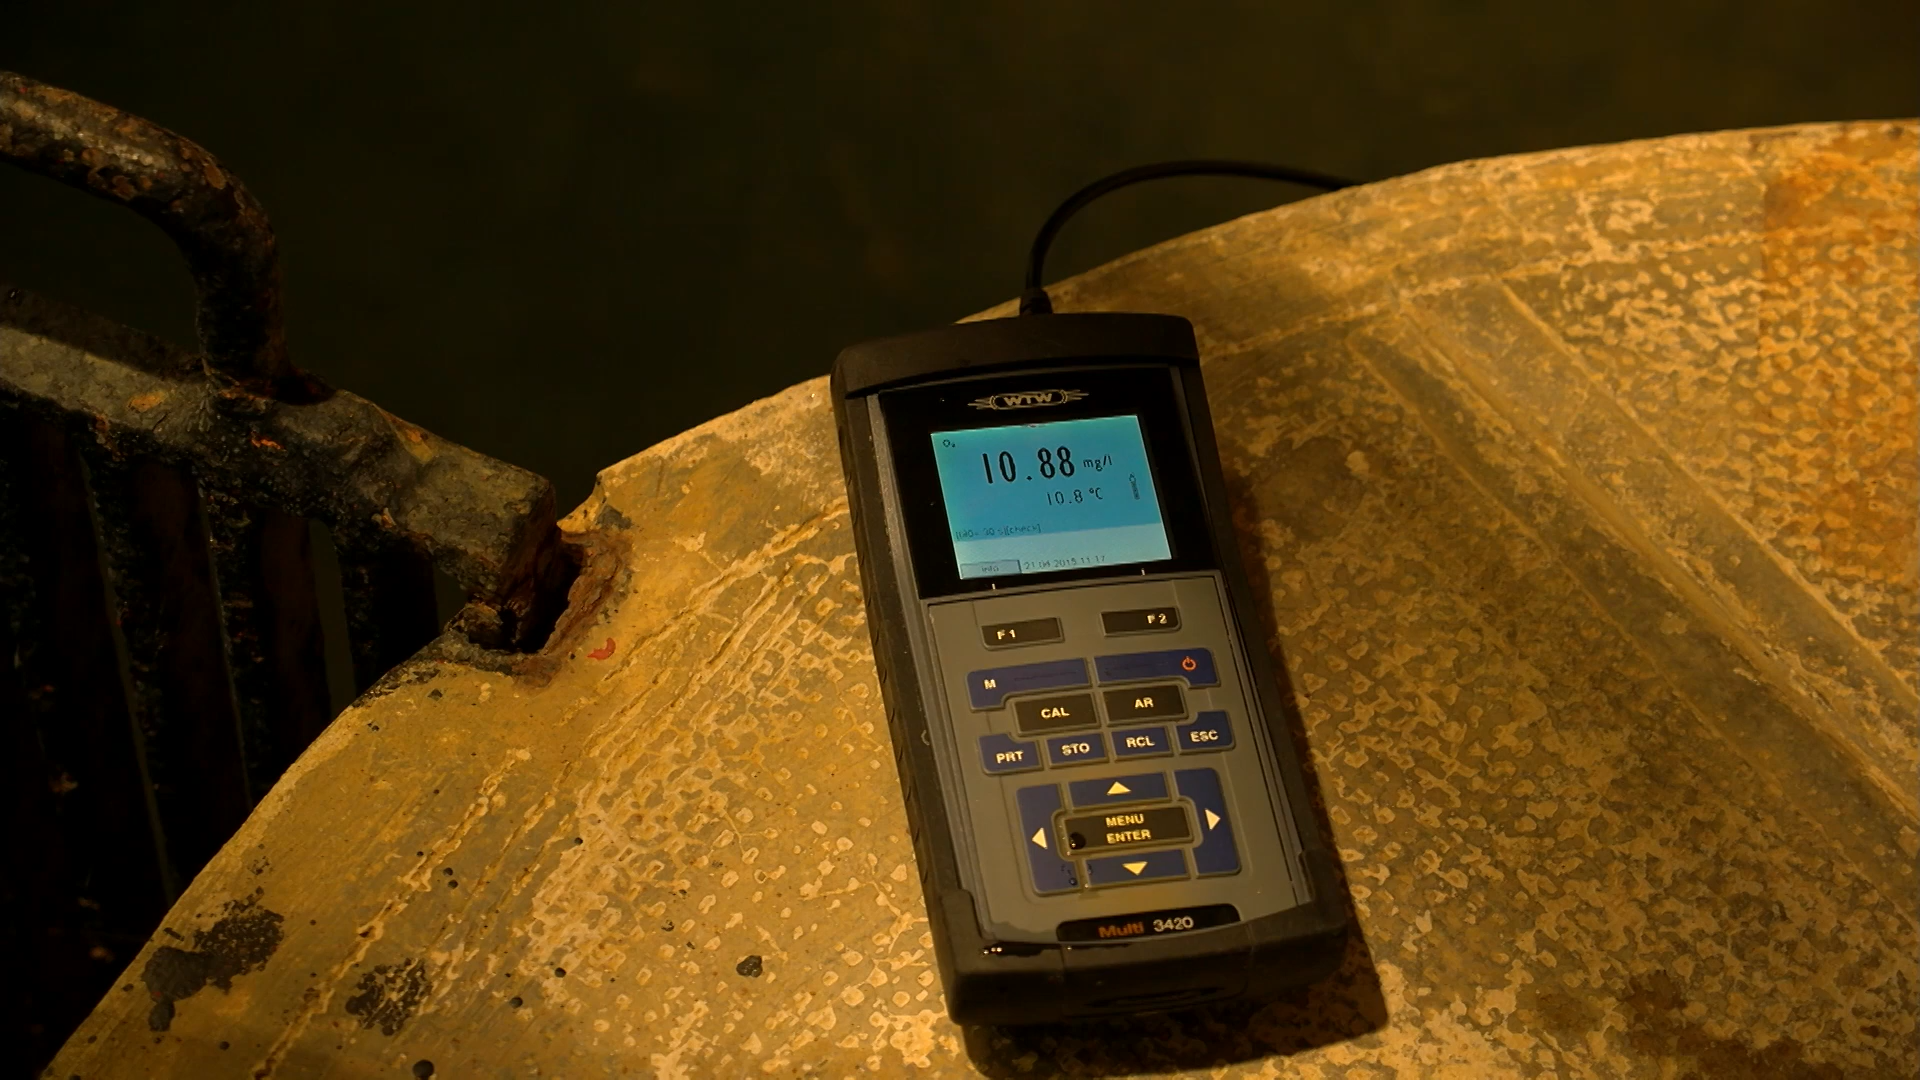 WTW
O₂
10.88 mg/l
10.8 °C
Info 21.04.2015 11:17
F1 F2
M
CAL AR
PRT STO RCL ESC
MENU
ENTER
Multi 3420